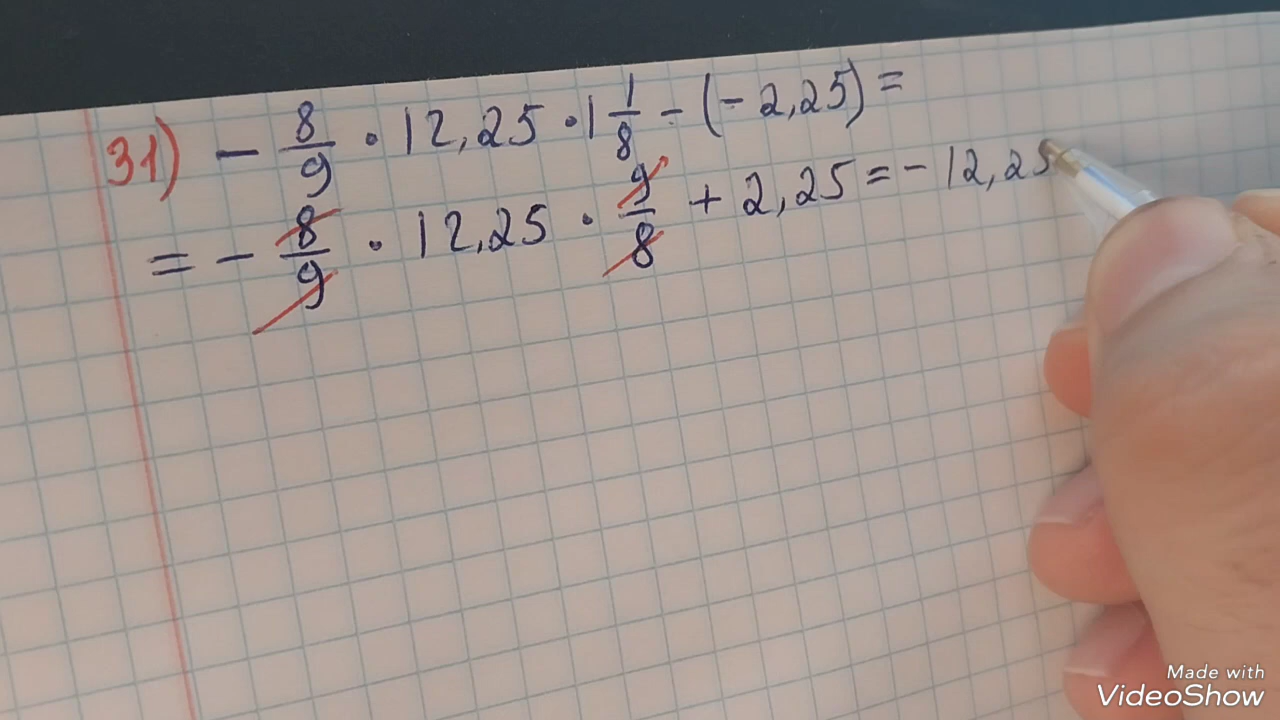 31) - 8/9 · 12,25 · 1 1/8 - (- 2,25) =
= - 8/9 · 12,25 · 9/8 + 2,25 = - 12,25
Made with
VideoShow